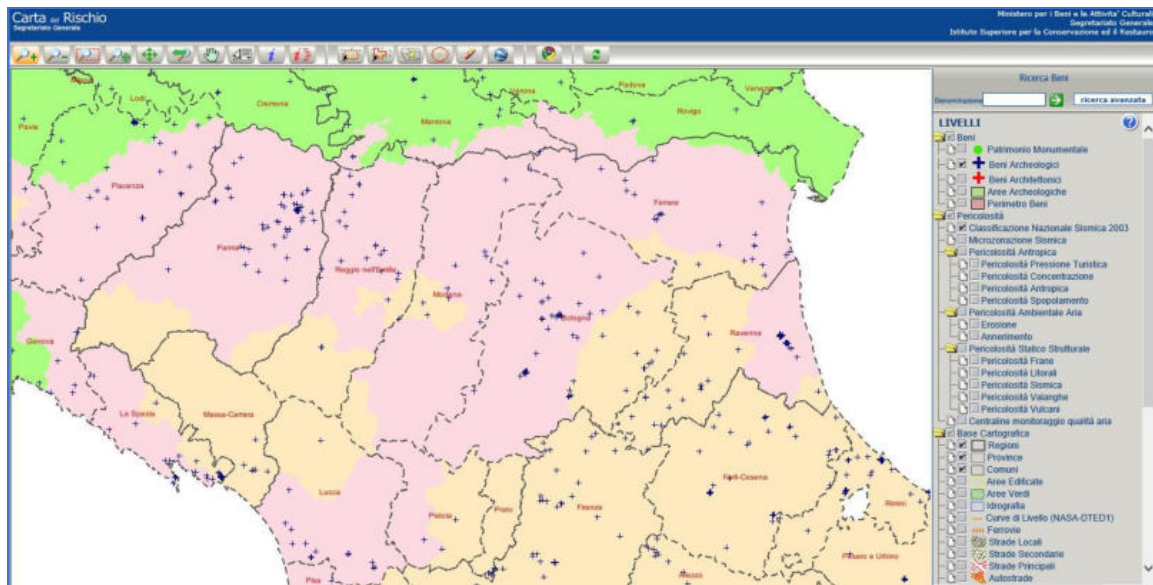 Carta del Rischio
Segretariato Generale
Ministero per i Beni e le Attivita' Culturali
Segretariato Generale
Istituto Superiore per la Conservazione ed il Restauro
Ricerca Beni
Denominazione
ricerca avanzata
LIVELLI
Beni
Patrimonio Monumentale
Beni Archeologici
Beni Architettonici
Aree Archeologiche
Perimetro Beni
Pericolosità
Classificazione Nazionale Sismica 2003
Microzonazione Sismica
Pericolosità Antropica
Pericolosità Pressione Turistica
Pericolosità Concentrazione
Pericolosità Antropica
Pericolosità Spopolamento
Pericolosità Ambientale Aria
Erosione
Annerimento
Pericolosità Statico Strutturale
Pericolosità Frane
Pericolosità Litorali
Pericolosità Sismica
Pericolosità Valanghe
Pericolosità Vulcani
Centraline monitoraggio qualità aria
Base Cartografica
Regioni
Province
Comuni
Aree Edificate
Aree Verdi
Idrografia
Curve di Livello (NASA-DTED1)
Ferrovie
Strade Locali
Strade Secondarie
Strade Principali
Autostrade
Lodi
Cremona
Verona
Padova
Venezia
Pavia
Mantova
Rovigo
Piacenza
Ferrara
Parma
Reggio nell'Emilia
Modena
Bologna
Ravenna
Genova
La Spezia
Massa-Carrara
Lucca
Pistoia
Prato
Firenze
Forlì-Cesena
Rimini
Pesaro e Urbino
Pisa
Arezzo